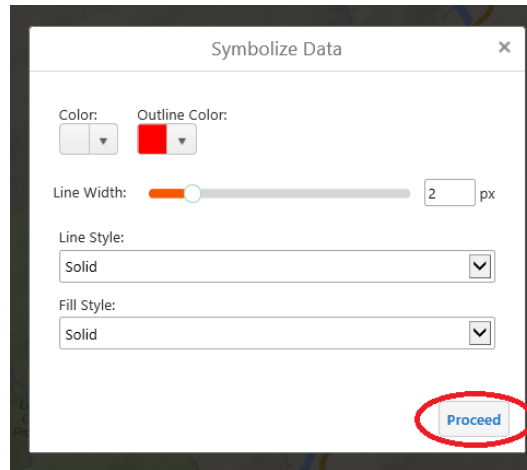 Symbolize Data ×
Color: Outline Color:
Line Width: 2 px
Line Style:
Solid
Fill Style:
Solid
Proceed